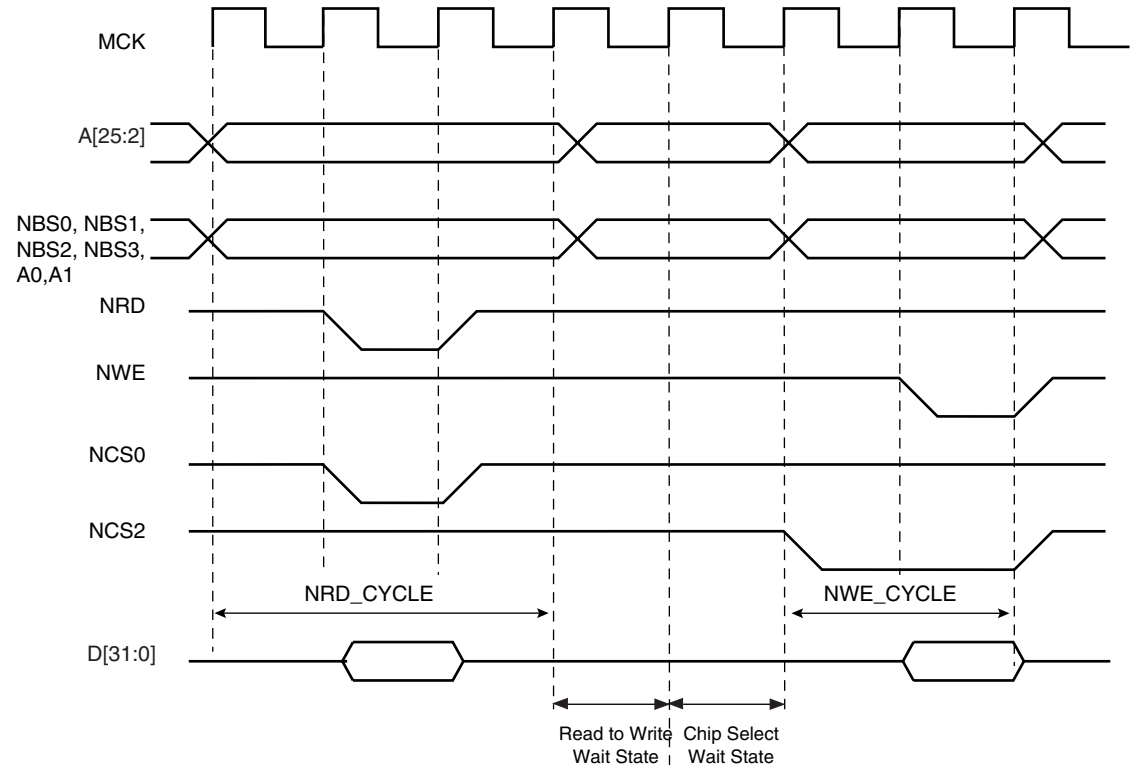 MCK
A[25:2]
NBS0, NBS1,
NBS2, NBS3,
A0,A1
NRD
NWE
NCS0
NCS2
NRD_CYCLE
NWE_CYCLE
D[31:0]
Read to Write
Wait State
Chip Select
Wait State